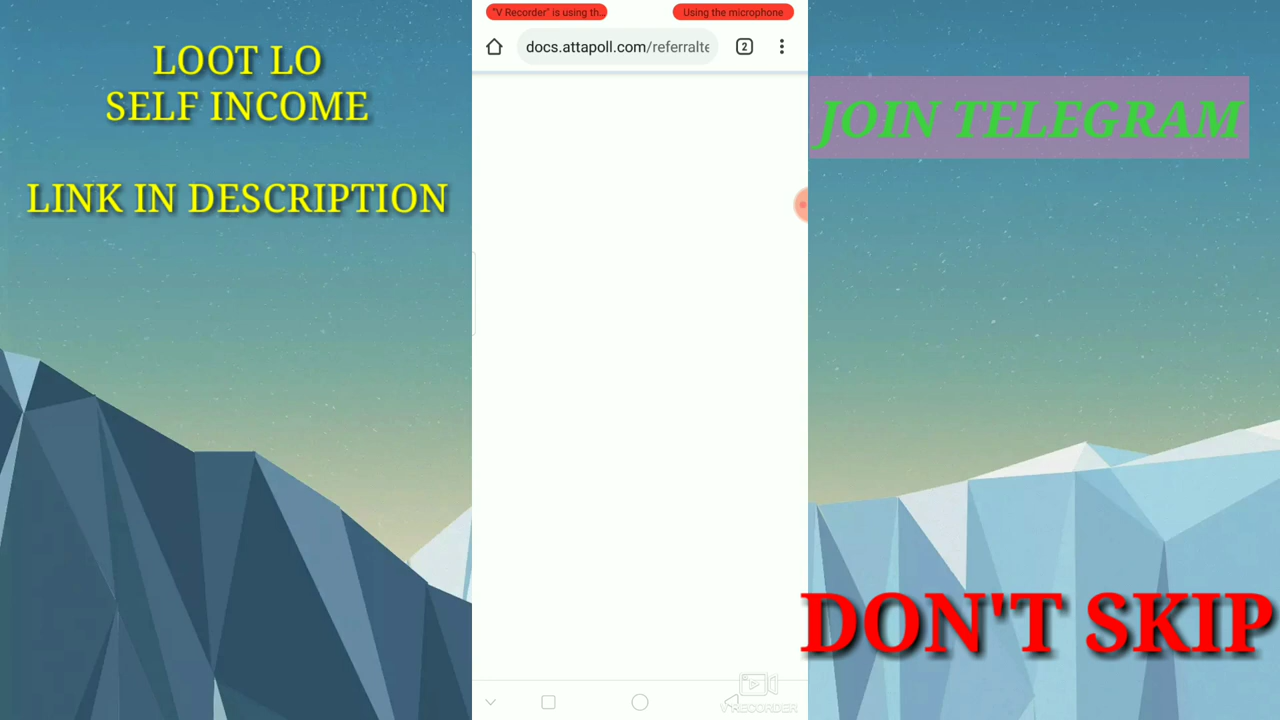 LOOT LO
SELF INCOME
LINK IN DESCRIPTION
"V Recorder" is using th..
Using the microphone
docs.attapoll.com/referralte
2
JOIN TELEGRAM
DON'T SKIP
V RECORDER